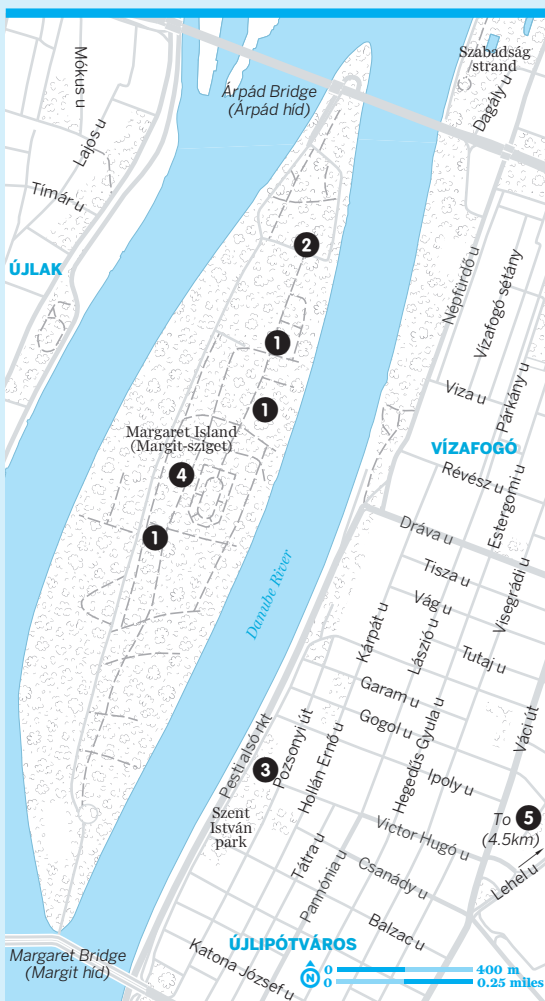 Szabadság
strand
Mókus u
Árpád Bridge
(Árpád híd)
Dagály u
Lajos u
Tímár u
2
ÚJLAK
Népfürdő u
Vizafogó sétány
1
Viza u
Párkány u
1
Margaret Island
(Margit-sziget)
VÍZAFOGÓ
4
Révész u
Esztergomi u
1
Dráva u
Danube River
Tisza u
Visegrádi u
Vág u
Kárpát u
László u
Tutaj u
Garam u
Gogol u
Váci út
Pesti alsó rkt
Pozsonyi út
Hollán Ernő u
Hegedűs Gyula u
3
Ipoly u
Szent
István
park
To 5
(4.5km)
Victor Hugó u
Tátra u
Lehel u
Pannónia u
Csanády u
Balzac u
ÚJLIPÓTVÁROS
Margaret Bridge
(Margit híd)
Katona József u
N
0 400 m
0 0.25 miles